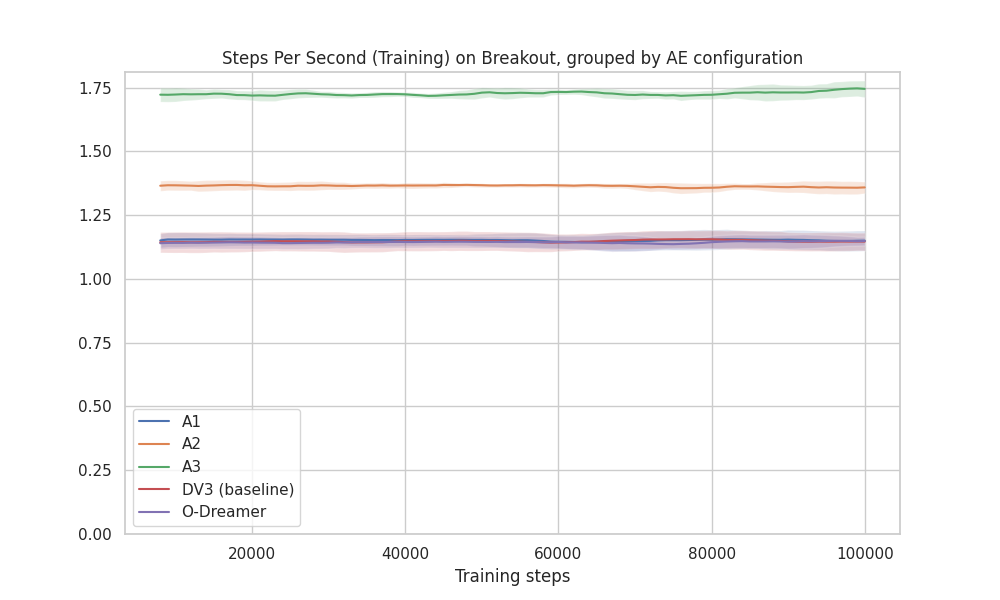 Steps Per Second (Training) on Breakout, grouped by AE configuration
1.75
1.50
1.25
1.00
0.75
0.50
0.25
0.00
A1
A2
A3
DV3 (baseline)
O-Dreamer
20000 40000 60000 80000 100000
Training steps